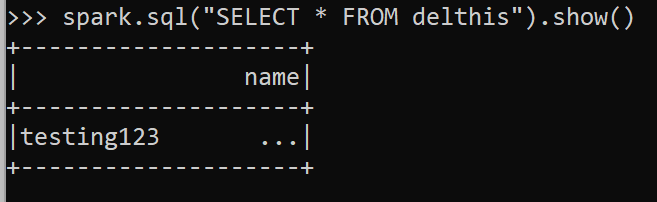 >>> spark.sql("SELECT * FROM delthis").show()
+--------------------+
|                name|
+--------------------+
|testing123       ...|
+--------------------+